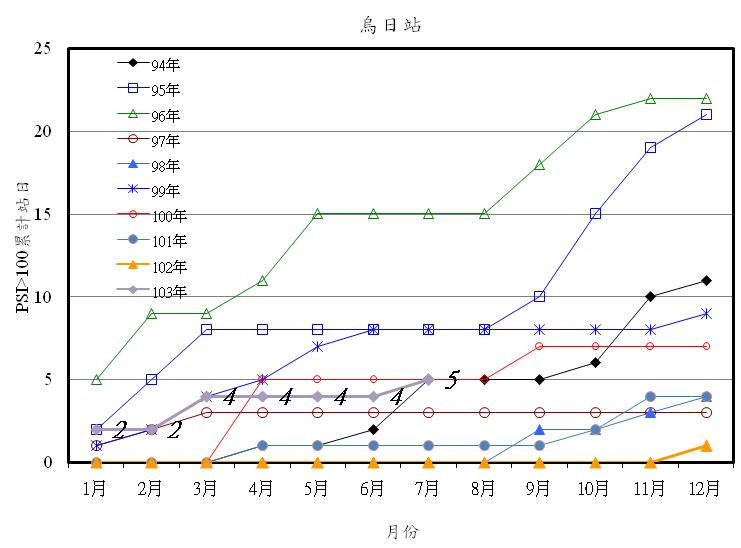 烏日站
PSI>100累計站日
25
20
15
10
5
0
94年
95年
96年
97年
98年
99年
100年
101年
102年
103年
2 2 4 4 4 4 5
1月 2月 3月 4月 5月 6月 7月 8月 9月 10月 11月 12月
月份